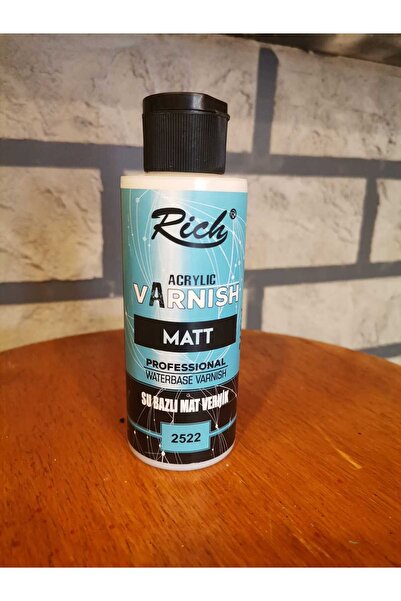 Rich®
ACRYLIC
VARNISH
MATT
PROFESSIONAL
WATERBASE VARNISH
SU BAZLI MAT VERNİK
2522